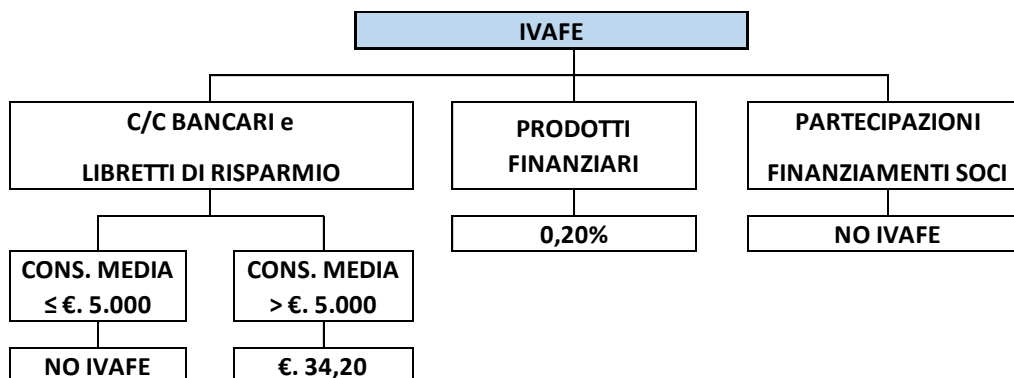 IVAFE
C/C BANCARI e
LIBRETTI DI RISPARMIO
PRODOTTI
FINANZIARI
PARTECIPAZIONI
FINANZIAMENTI SOCI
0,20%
NO IVAFE
CONS. MEDIA
≤ €. 5.000
CONS. MEDIA
> €. 5.000
NO IVAFE
€. 34,20